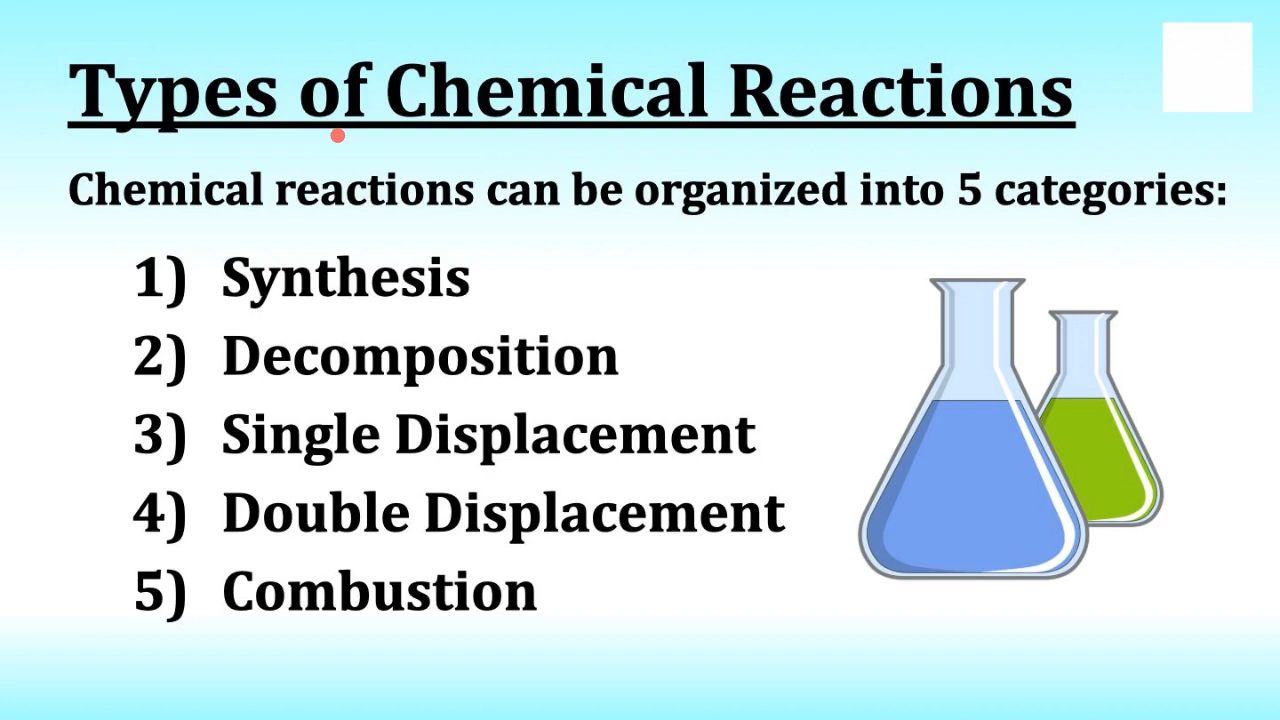 Types of Chemical Reactions
Chemical reactions can be organized into 5 categories:
1) Synthesis
2) Decomposition
3) Single Displacement
4) Double Displacement
5) Combustion